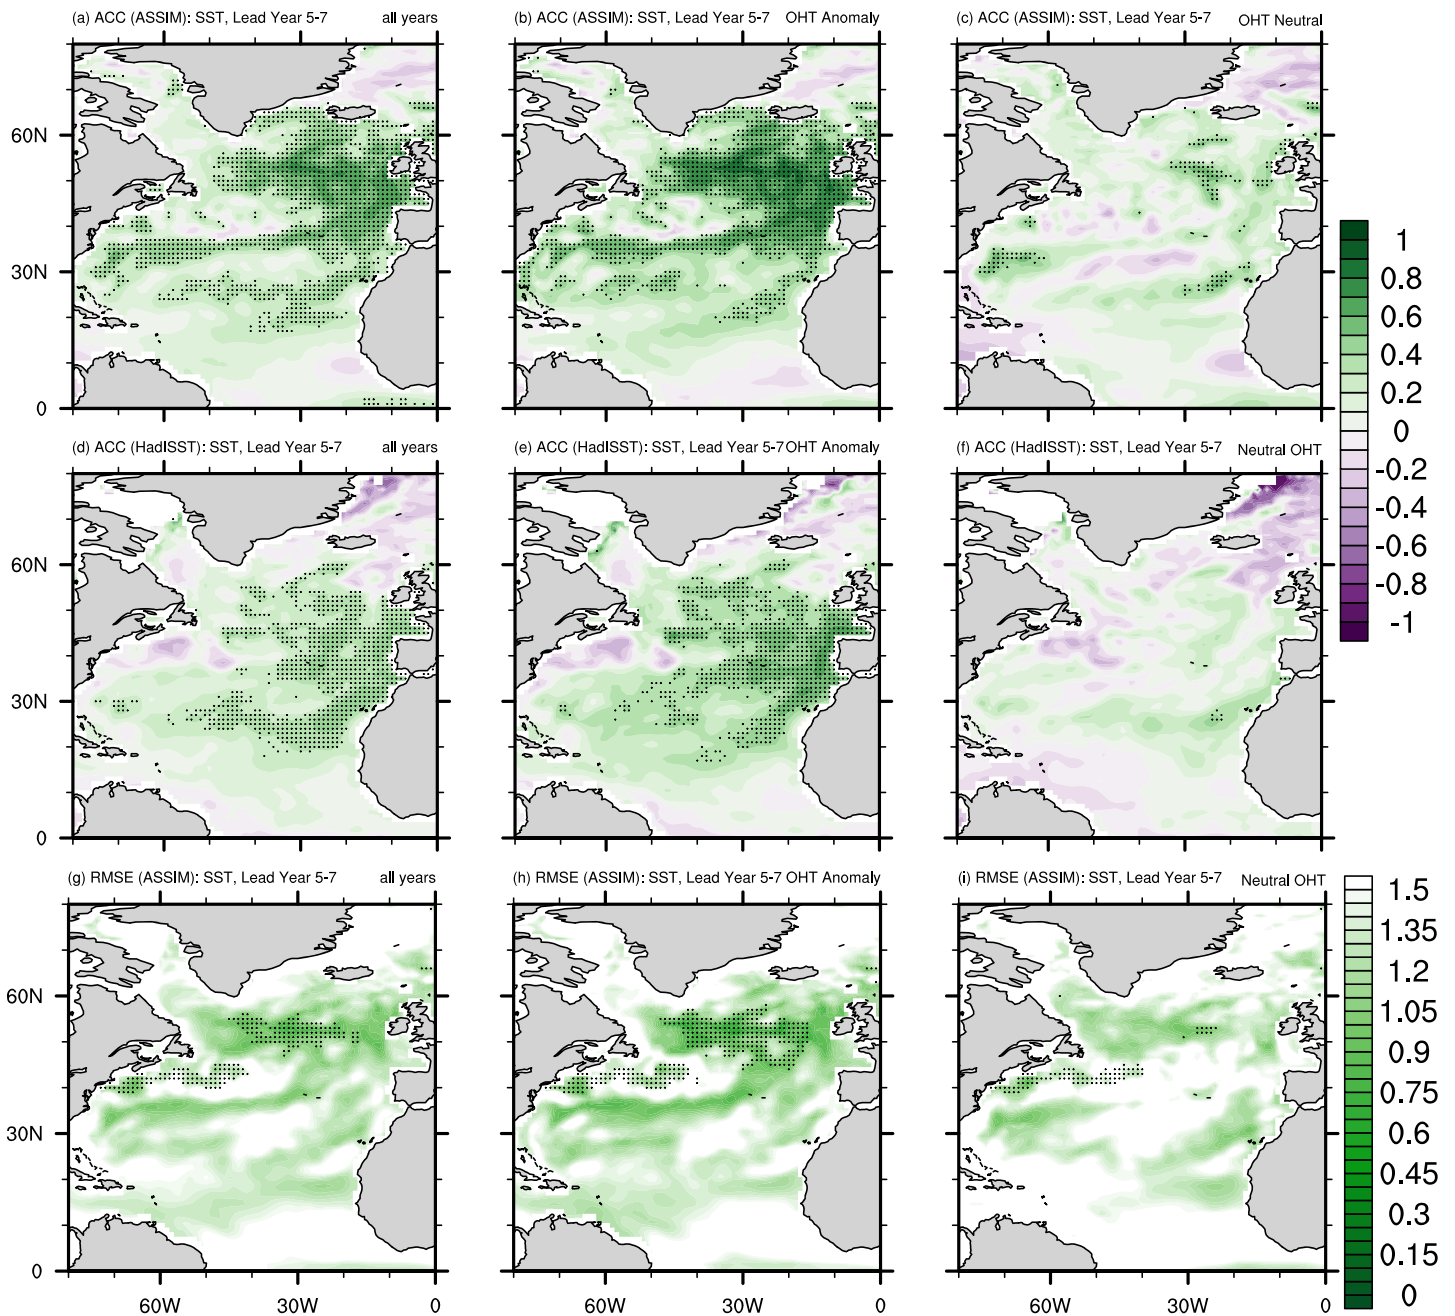 (a) ACC (ASSIM): SST, Lead Year 5-7 all years
(b) ACC (ASSIM): SST, Lead Year 5-7 OHT Anomaly
(c) ACC (ASSIM): SST, Lead Year 5-7 OHT Neutral
60N
30N
0
(d) ACC (HadISST): SST, Lead Year 5-7 all years
(e) ACC (HadISST): SST, Lead Year 5-7 OHT Anomaly
(f) ACC (HadISST): SST, Lead Year 5-7 Neutral OHT
60N
30N
0
1
0.8
0.6
0.4
0.2
0
-0.2
-0.4
-0.6
-0.8
-1
(g) RMSE (ASSIM): SST, Lead Year 5-7 all years
(h) RMSE (ASSIM): SST, Lead Year 5-7 OHT Anomaly
(i) RMSE (ASSIM): SST, Lead Year 5-7 Neutral OHT
60N
30N
0
60W 30W 0
60W 30W 0
60W 30W 0
1.5
1.35
1.2
1.05
0.9
0.75
0.6
0.45
0.3
0.15
0